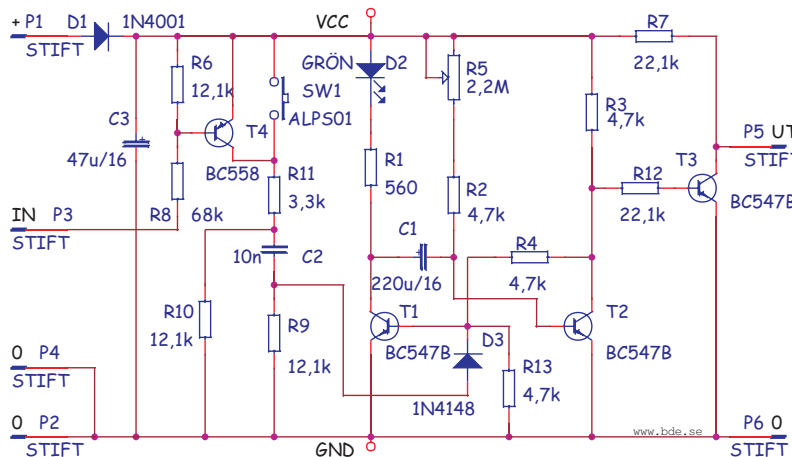 + P1 D1 1N4001 VCC R7
STIFT
R6 GRÖN D2 R5 22,1k
12,1k SW1 2,2M
C3 T4 ALPS01 R3
4,7k
P5 UT
47u/16 STIFT
BC558 R11 R1 R12 T3
IN P3 3,3k 560 R2
STIFT R8 68k 4,7k 22,1k BC547B
C1
10n C2 R4
220u/16 4,7k
R10 R9 T1 T2
12,1k D3
0 P4 12,1k BC547B BC547B
STIFT R13
4,7k
1N4148
0 P2 www.bde.se P6 0
STIFT GND STIFT